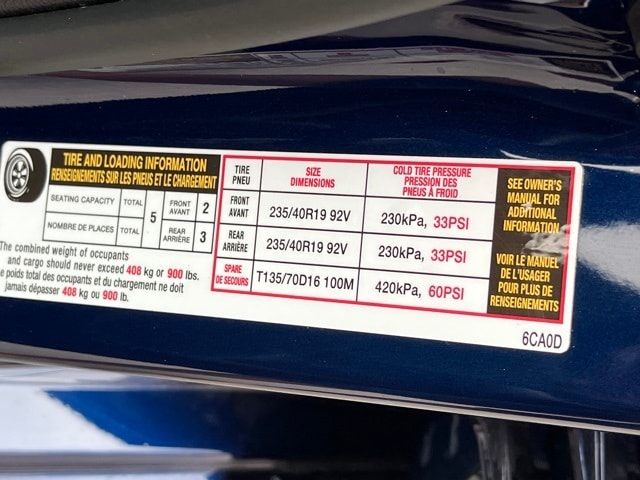 TIRE AND LOADING INFORMATION
RENSEIGNEMENTS SUR LES PNEUS ET LE CHARGEMENT
SEATING CAPACITY TOTAL 5 FRONT AVANT 2
NOMBRE DE PLACES TOTAL REAR ARRIÈRE 3
The combined weight of occupants
and cargo should never exceed 408 kg or 900 lbs.
e poids total des occupants et du chargement ne doit
jamais dépasser 408 kg ou 900 lb.
TIRE PNEU SIZE DIMENSIONS COLD TIRE PRESSURE PRESSION DES PNEUS À FROID
FRONT AVANT 235/40R19 92V 230kPa, 33PSI
REAR ARRIÈRE 235/40R19 92V 230kPa, 33PSI
SPARE DE SECOURS T135/70D16 100M 420kPa, 60PSI
SEE OWNER'S
MANUAL FOR
ADDITIONAL
INFORMATION
VOIR LE MANUEL
DE L'USAGER
POUR PLUS DE
RENSEIGNEMENTS
6CA0D